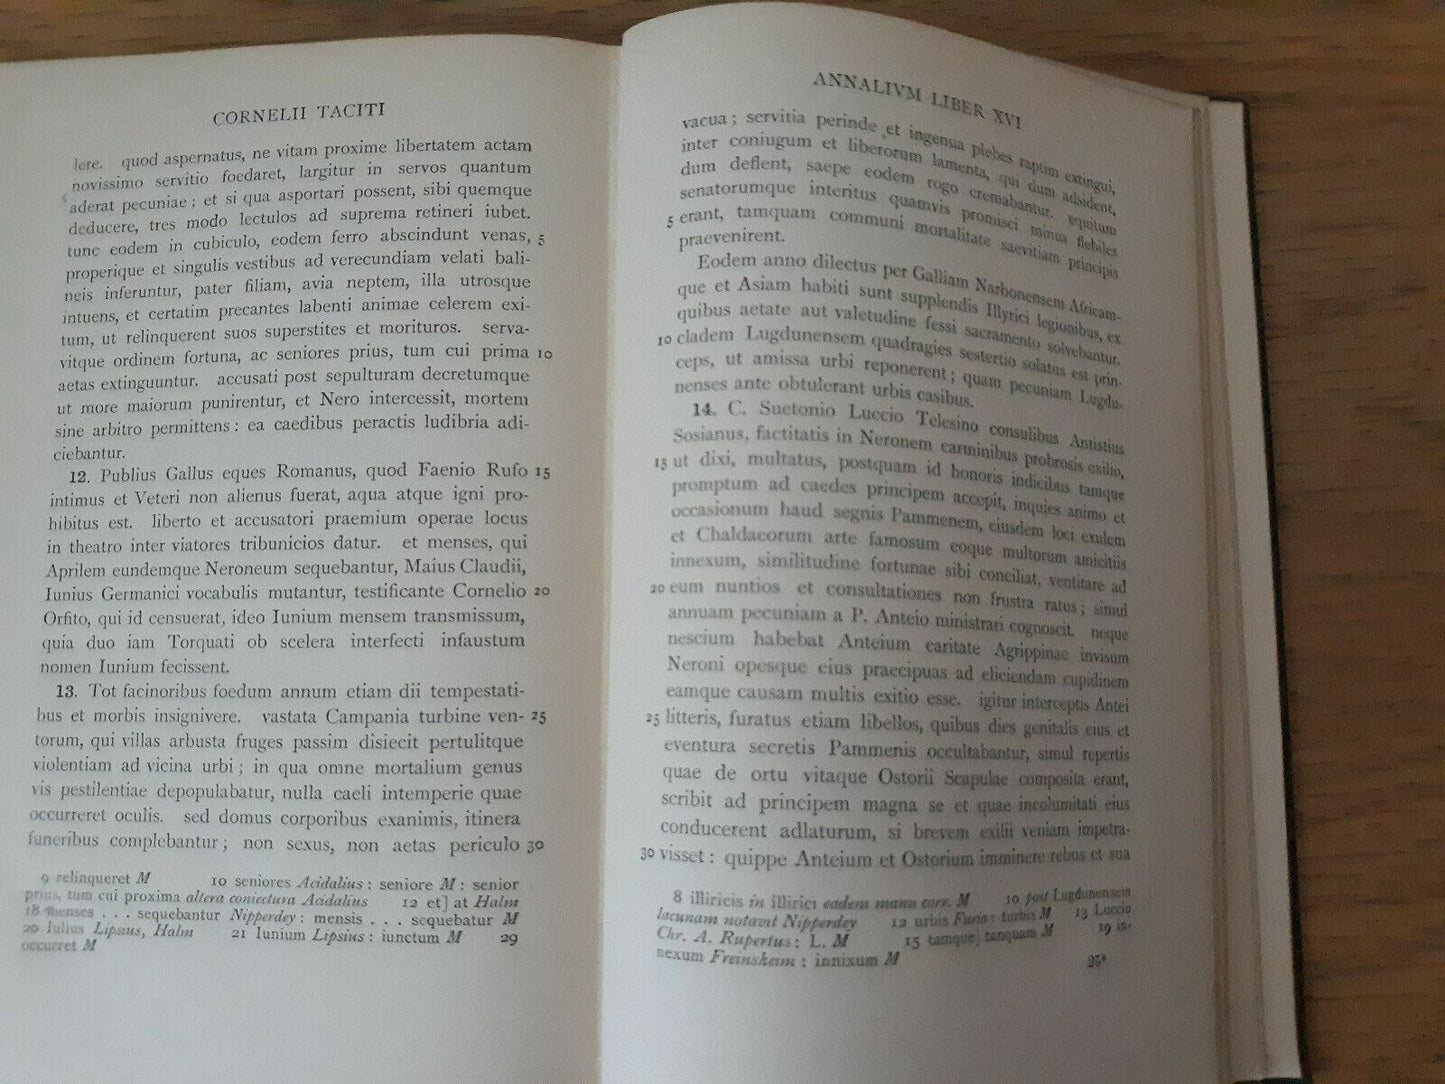 CORNELII TACITI
lere. quod aspernatus, ne vitam proxime libertatem actam
novissimo servitio foedaret, largitur in servos quantum
aderat pecuniae ; et si qua asportari possent, sibi quemque
deducere, tres modo lectulos ad suprema retineri iubet.
tunc eodem in cubiculo, eodem ferro abscindunt venas, 5
properique et singulis vestibus ad verecundiam velati bali-
neis inferuntur, pater filiam, avia neptem, illa utrosque
intuens, et certatim precantes labenti animae celerem exi-
tum, ut relinquerent suos superstites et morituros. serva-
vitque ordinem fortuna, ac seniores prius, tum cui prima 10
aetas extinguuntur. accusati post sepulturam decretumque
ut more maiorum punirentur, et Nero intercessit, mortem
sine arbitro permittens : ea caedibus peractis ludibria adi-
ciebantur.
12. Publius Gallus eques Romanus, quod Faenio Rufo 15
intimus et Veteri non alienus fuerat, aqua atque igni pro-
hibitus est. liberto et accusatori praemium operae locus
in theatro inter viatores tribunicios datur. et menses, qui
Aprilem eundemque Neroneum sequebantur, Maius Claudii,
Iunius Germanici vocabulis mutantur, testificante Cornelio 20
Orfito, qui id censuerat, ideo Iunium mensem transmissum,
quia duo iam Torquati ob scelera interfecti infaustum
nomen Iunium fecissent.
13. Tot facinoribus foedum annum etiam dii tempestati-
bus et morbis insignivere. vastata Campania turbine ven- 25
torum, qui villas arbusta fruges passim disiecit pertulitque
violentiam ad vicina urbi ; in qua omne mortalium genus
vis pestilentiae depopulabatur, nulla caeli intemperie quae
occurreret oculis. sed domus corporibus exanimis, itinera
funeribus complebantur ; non sexus, non aetas periculo 30
9 relinqueret M 10 seniores Acidalius : seniore M : senior
prius, tum cui proxima altera coniectura Acidalius 12 et] at Halm
18 menses . . . sequebantur Nipperdey : mensis . . . sequebatur M
20 Iulius Lipsius, Halm 21 Iunium Lipsius : iunctum M 29
occurret M
ANNALIVM LIBER XVI
vacua ; servitia perinde et ingenua plebes raptim extingui,
inter coniugum et liberorum lamenta, qui dum adsident,
dum deflent, saepe eodem rogo cremabantur. equitum
senatorumque interitus quamvis promisci minus flebiles
5 erant, tamquam communi mortalitate saevitiam principis
praevenirent.
Eodem anno dilectus per Galliam Narbonensem Africam-
que et Asiam habiti sunt supplendis Illyrici legionibus, ex
quibus aetate aut valetudine fessi sacramento solvebantur.
10 cladem Lugdunensem quadragies sestertio solatus est prin-
ceps, ut amissa urbi reponerent ; quam pecuniam Lugdu-
nenses ante obtulerant urbis casibus.
14. C. Suetonio Luccio Telesino consulibus Antistius
Sosianus, factitatis in Neronem carminibus probrosis exilio,
15 ut dixi, multatus, postquam id honoris indicibus tamque
promptum ad caedes principem accepit, inquies animo et
occasionum haud segnis Pammenem, eiusdem loci exulem
et Chaldaeorum arte famosum eoque multorum amicitiis
innexum, similitudine fortunae sibi conciliat, ventitare ad
20 eum nuntios et consultationes non frustra ratus ; simul
annuam pecuniam a P. Anteio ministrari cognoscit. neque
nescium habebat Anteium caritate Agrippinae invisum
Neroni opesque eius praecipuas ad eliciendam cupidinem
eamque causam multis exitio esse. igitur interceptis Antei
25 litteris, furatus etiam libellos, quibus dies genitalis eius et
eventura secretis Pammenis occultabantur, simul repertis
quae de ortu vitaque Ostorii Scapulae composita erant,
scribit ad principem magna se et quae incolumitati eius
conducerent adlaturum, si brevem exilii veniam impetra-
30 visset : quippe Anteium et Ostorium imminere rebus et sua
8 illiricis in illirici eadem manu corr. M 10 post Lugdunensem
lacunam notavit Nipperdey 12 urbis Furia : turbis M 13 Luccio
Chr. A. Rupertus : L. M 15 tamque] tanquam M 19 in-
nexum Freinsheim : innixum M
25*